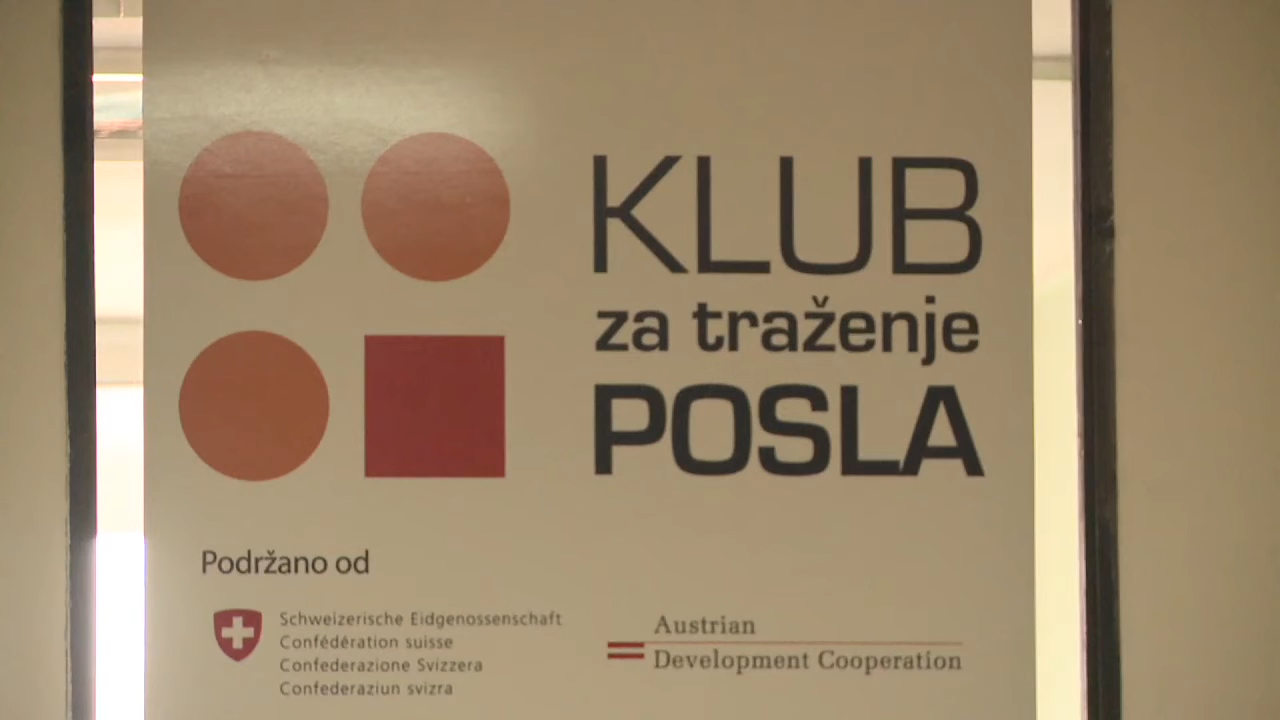 KLUB
za traženje
POSLA
Podržano od
Schweizerische Eidgenossenschaft
Confédération suisse
Confederazione Svizzera
Confederaziun svizra
Austrian
Development Cooperation